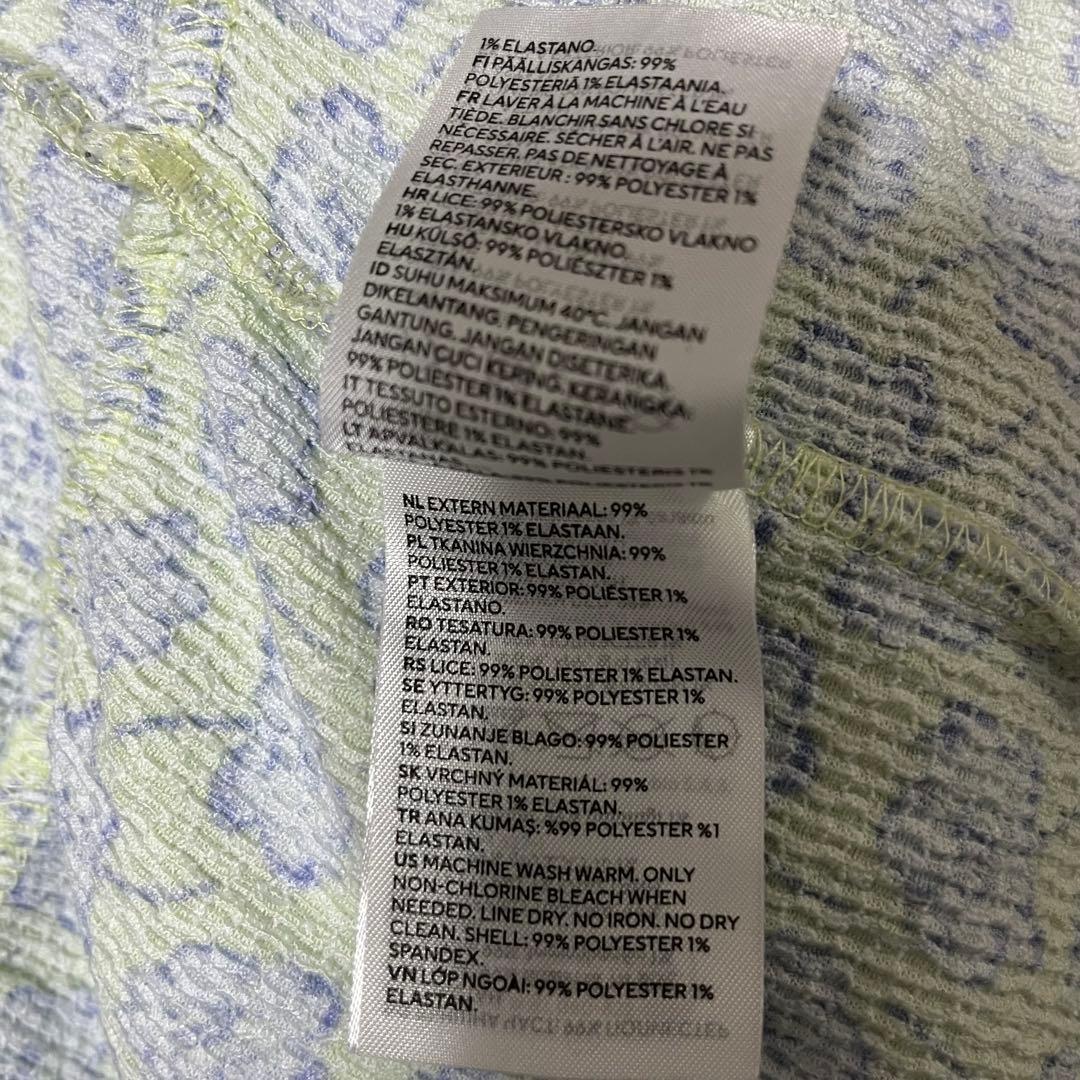 1% ELASTANO.
FI PÄÄLLISKANGAS: 99%
POLYESTERIÄ 1% ELASTAANIA.
FR LAVER À LA MACHINE À L'EAU
TIÈDE. BLANCHIR SANS CHLORE SI
NÉCESSAIRE. SÉCHER À L'AIR. NE PAS
REPASSER. PAS DE NETTOYAGE À
SEC. EXTERIEUR : 99% POLYESTER 1%
ELASTHANNE.
HR LICE: 99% POLIESTERSKO VLAKNO
1% ELASTANSKO VLAKNO.
HU KÜLSŐ: 99% POLIÉSZTER 1%
ELASZTÁN.
ID SUHU MAKSIMUM 40°C. JANGAN
DIKELANTANG. PENGERINGAN
GANTUNG. JANGAN DISETERIKA.
JANGAN CUCI KERING. KERANGKA:
99% POLIESTER 1% ELASTANE.
IT TESSUTO ESTERNO: 99%
POLIESTERE 1% ELASTAN.
LT APVALKALAS: 99% POLIESTERIS 1%
NL EXTERN MATERIAAL: 99%
POLYESTER 1% ELASTAAN.
PL TKANINA WIERZCHNIA: 99%
POLIESTER 1% ELASTAN.
PT EXTERIOR: 99% POLIÉSTER 1%
ELASTANO.
RO TESATURA: 99% POLIESTER 1%
ELASTAN.
RS LICE: 99% POLIESTER 1% ELASTAN.
SE YTTERTYG: 99% POLYESTER 1%
ELASTAN.
SI ZUNANJE BLAGO: 99% POLIESTER
1% ELASTAN.
SK VRCHNÝ MATERIÁL: 99%
POLYESTER 1% ELASTAN.
TR ANA KUMAŞ: %99 POLYESTER %1
ELASTAN.
US MACHINE WASH WARM. ONLY
NON-CHLORINE BLEACH WHEN
NEEDED. LINE DRY. NO IRON. NO DRY
CLEAN. SHELL: 99% POLYESTER 1%
SPANDEX.
VN LỚP NGOÀI: 99% POLYESTER 1%
ELASTAN.